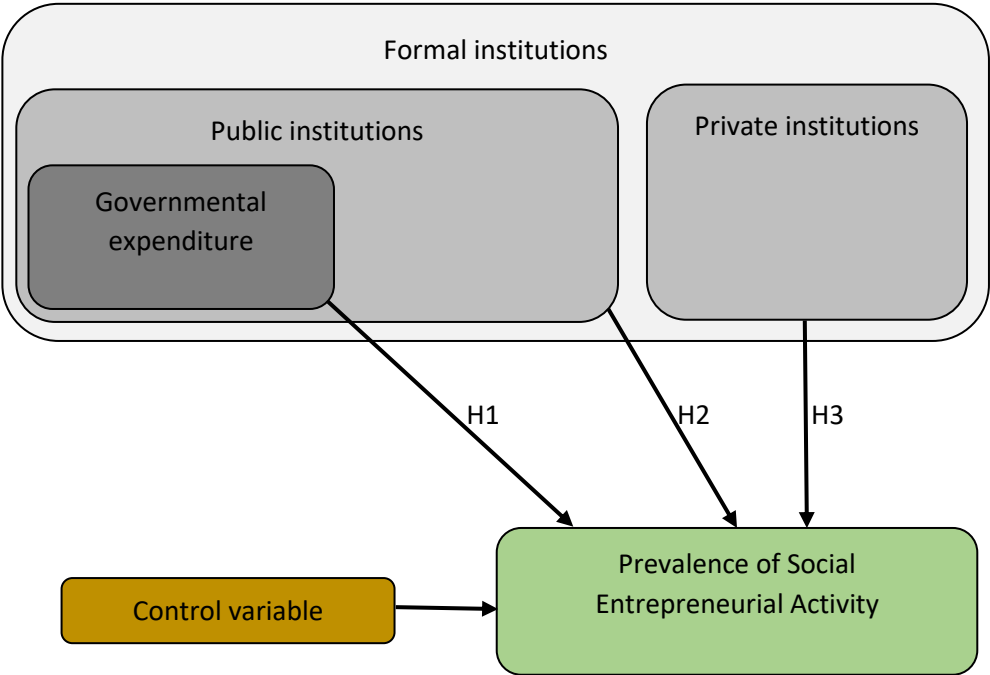 Formal institutions
Public institutions
Private institutions
Governmental
expenditure
H1
H2
H3
Prevalence of Social
Entrepreneurial Activity
Control variable